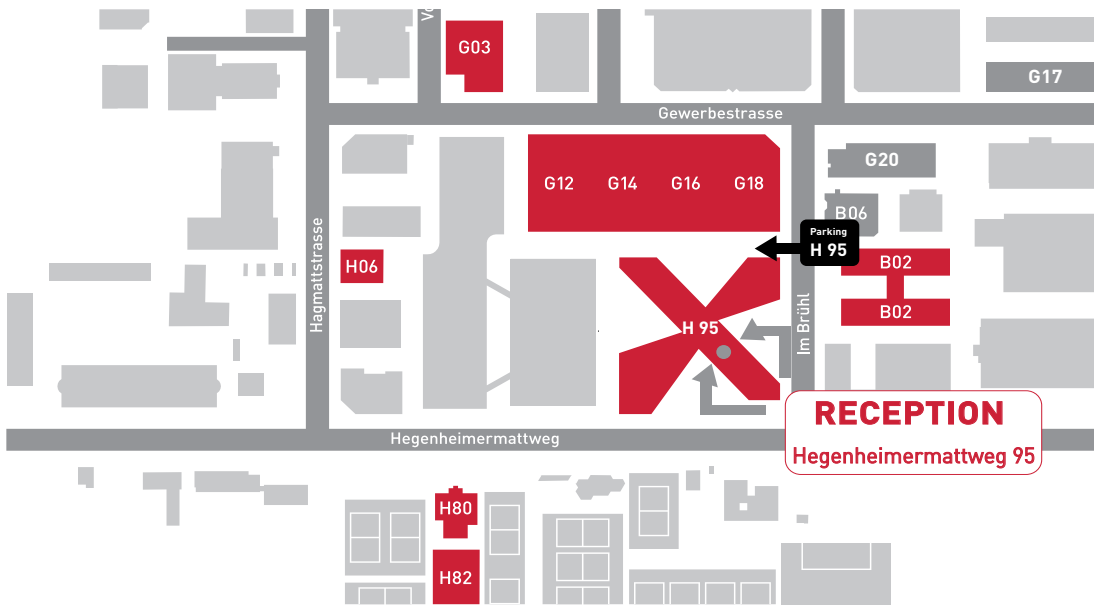 G03
G17
Gewerbestrasse
G12
G14
G16
G18
G20
B06
Parking
H 95
B02
B02
H06
Hagmattstrasse
H 95
Im Brühl
RECEPTION
Hegenheimermattweg 95
Hegenheimermattweg
H80
H82